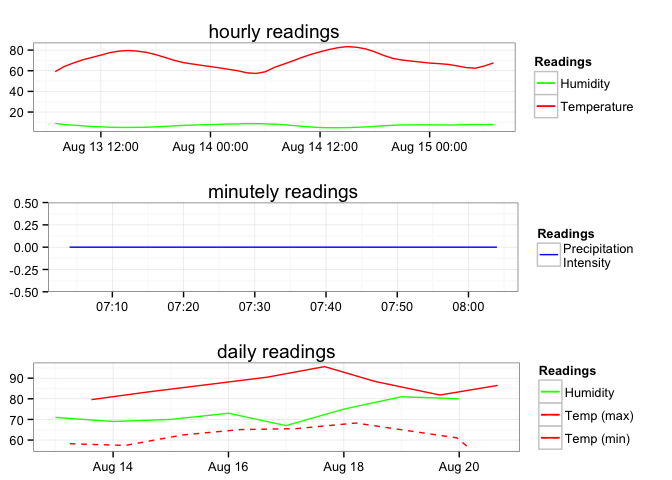 hourly readings
80
60
40
20
Aug 13 12:00 Aug 14 00:00 Aug 14 12:00 Aug 15 00:00
Readings
Humidity
Temperature
minutely readings
0.50
0.25
0.00
-0.25
-0.50
07:10 07:20 07:30 07:40 07:50 08:00
Readings
Precipitation
Intensity
daily readings
90
80
70
60
Aug 14 Aug 16 Aug 18 Aug 20
Readings
Humidity
Temp (max)
Temp (min)